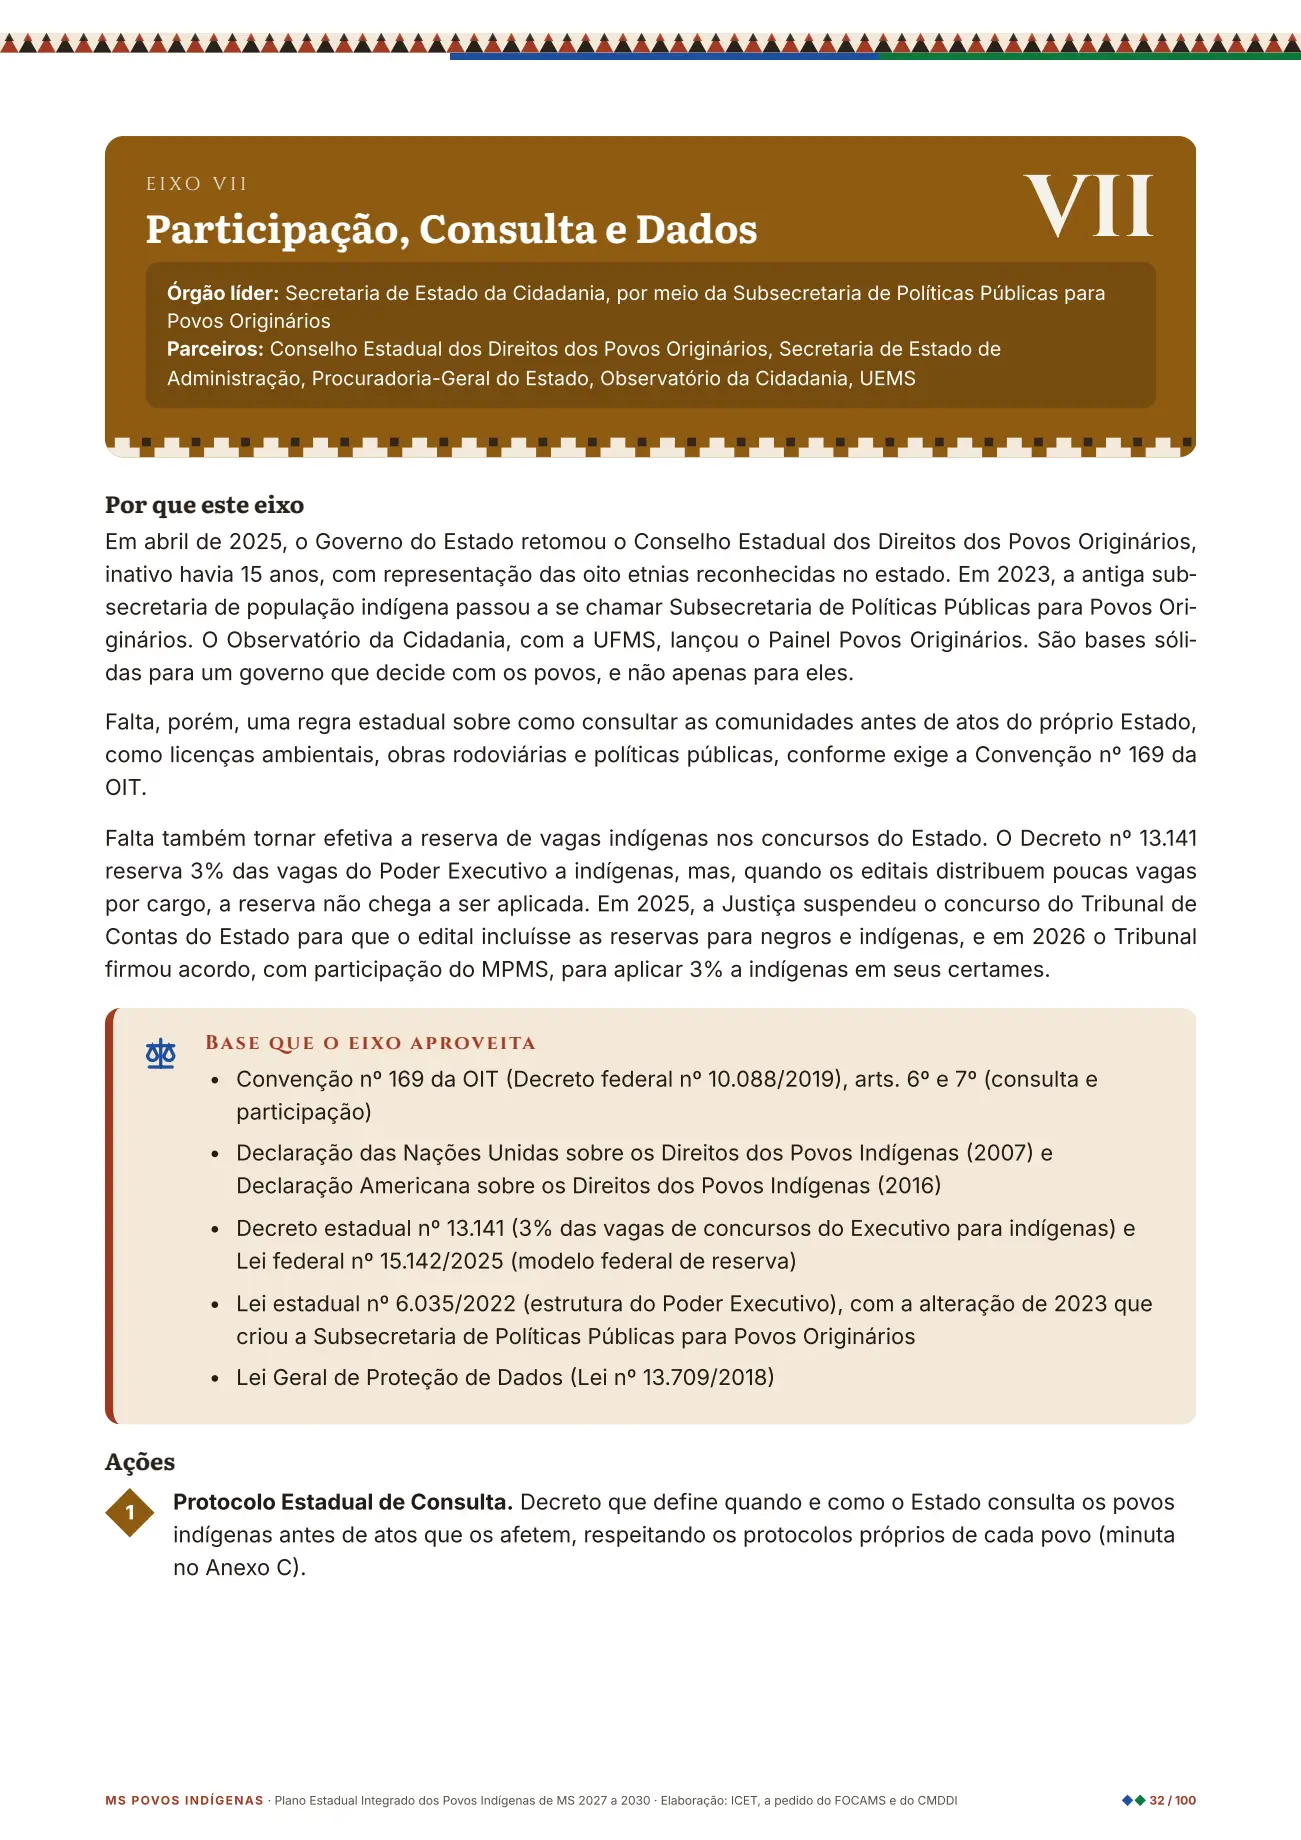 EIXO VII
VII
Participação, Consulta e Dados
Órgão líder: Secretaria de Estado da Cidadania, por meio da Subsecretaria de Políticas Públicas para
Povos Originários
Parceiros: Conselho Estadual dos Direitos dos Povos Originários, Secretaria de Estado de
Administração, Procuradoria-Geral do Estado, Observatório da Cidadania, UEMS
Por que este eixo
Em abril de 2025, o Governo do Estado retomou o Conselho Estadual dos Direitos dos Povos Originários,
inativo havia 15 anos, com representação das oito etnias reconhecidas no estado. Em 2023, a antiga sub-
secretaria de população indígena passou a se chamar Subsecretaria de Políticas Públicas para Povos Ori-
ginários. O Observatório da Cidadania, com a UFMS, lançou o Painel Povos Originários. São bases sóli-
das para um governo que decide com os povos, e não apenas para eles.
Falta, porém, uma regra estadual sobre como consultar as comunidades antes de atos do próprio Estado,
como licenças ambientais, obras rodoviárias e políticas públicas, conforme exige a Convenção nº 169 da
OIT.
Falta também tornar efetiva a reserva de vagas indígenas nos concursos do Estado. O Decreto nº 13.141
reserva 3% das vagas do Poder Executivo a indígenas, mas, quando os editais distribuem poucas vagas
por cargo, a reserva não chega a ser aplicada. Em 2025, a Justiça suspendeu o concurso do Tribunal de
Contas do Estado para que o edital incluísse as reservas para negros e indígenas, e em 2026 o Tribunal
firmou acordo, com participação do MPMS, para aplicar 3% a indígenas em seus certames.
BASE QUE O EIXO APROVEITA
• Convenção nº 169 da OIT (Decreto federal nº 10.088/2019), arts. 6º e 7º (consulta e
participação)
• Declaração das Nações Unidas sobre os Direitos dos Povos Indígenas (2007) e
Declaração Americana sobre os Direitos dos Povos Indígenas (2016)
• Decreto estadual nº 13.141 (3% das vagas de concursos do Executivo para indígenas) e
Lei federal nº 15.142/2025 (modelo federal de reserva)
• Lei estadual nº 6.035/2022 (estrutura do Poder Executivo), com a alteração de 2023 que
criou a Subsecretaria de Políticas Públicas para Povos Originários
• Lei Geral de Proteção de Dados (Lei nº 13.709/2018)
Ações
1
Protocolo Estadual de Consulta. Decreto que define quando e como o Estado consulta os povos
indígenas antes de atos que os afetem, respeitando os protocolos próprios de cada povo (minuta
no Anexo C).
MS POVOS INDÍGENAS · Plano Estadual Integrado dos Povos Indígenas de MS 2027 a 2030 · Elaboração: ICET, a pedido do FOCAMS e do CMDDI
32 / 100